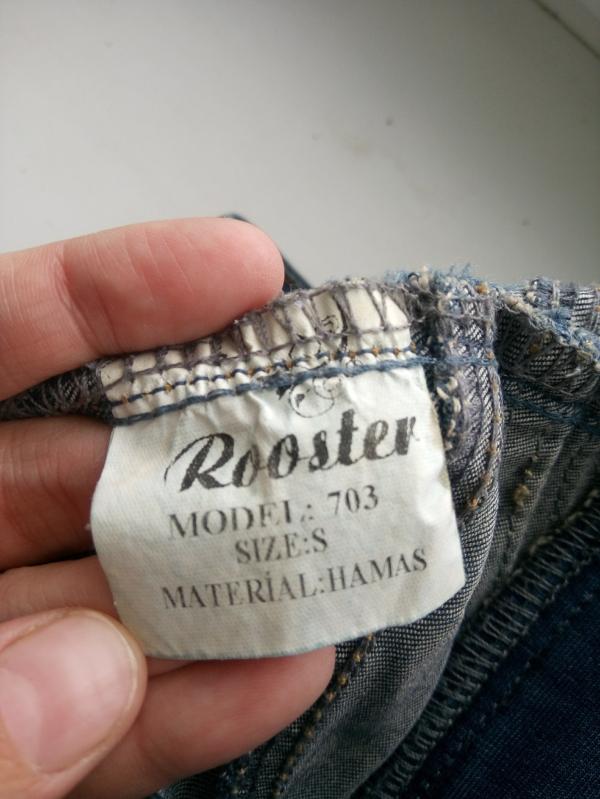 Rooster
MODEL: 703
SIZE:S
MATERİAL:HAMAS